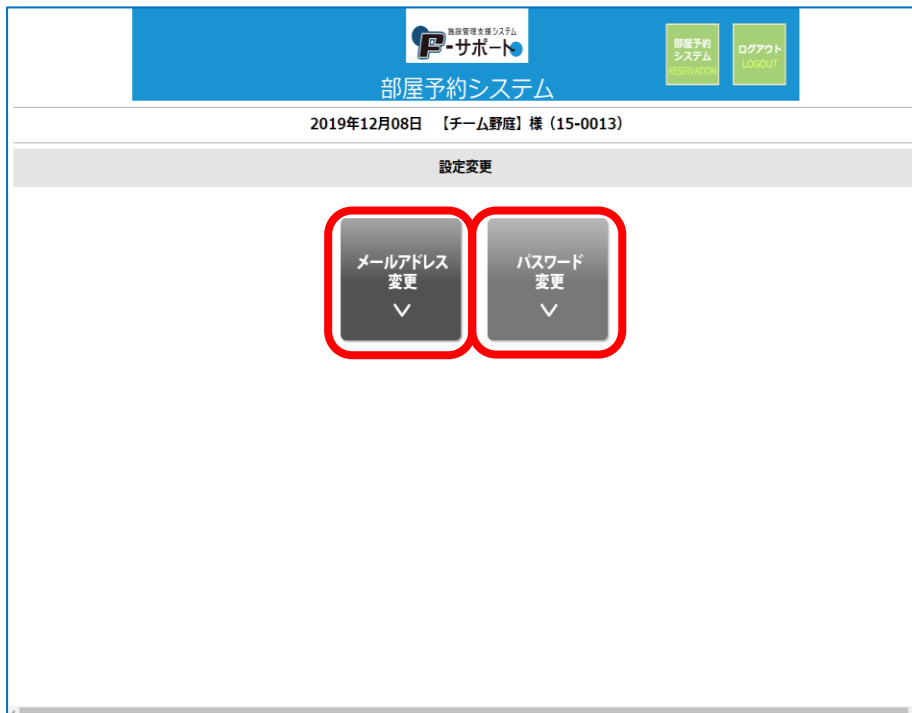 施設管理支援システム
P-サポート
部屋予約システム
部屋予約
システム
RESERVATION
ログアウト
LOGOUT
2019年12月08日 【チーム野庭】様（15-0013）
設定変更
メールアドレス
変更
パスワード
変更